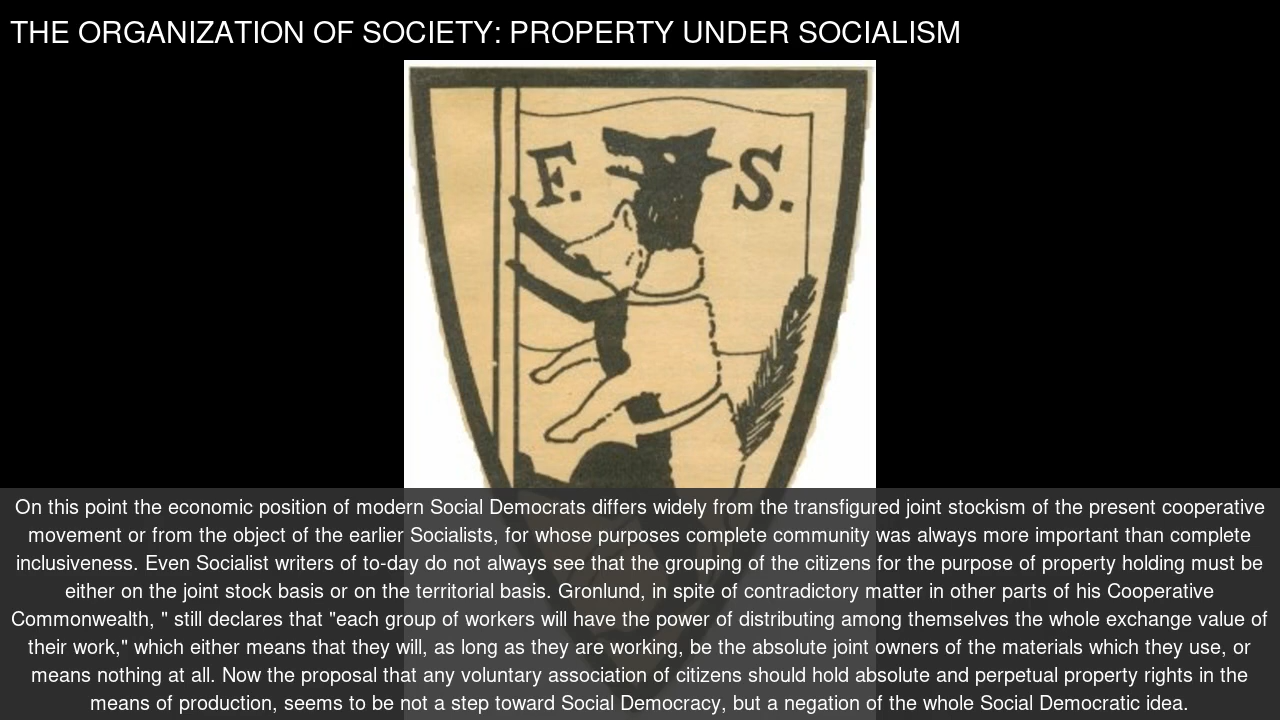 THE ORGANIZATION OF SOCIETY: PROPERTY UNDER SOCIALISM
F. S.
On this point the economic position of modern Social Democrats differs widely from the transfigured joint stockism of the present cooperative
movement or from the object of the earlier Socialists, for whose purposes complete community was always more important than complete
inclusiveness. Even Socialist writers of to-day do not always see that the grouping of the citizens for the purpose of property holding must be
either on the joint stock basis or on the territorial basis. Gronlund, in spite of contradictory matter in other parts of his Cooperative
Commonwealth, " still declares that "each group of workers will have the power of distributing among themselves the whole exchange value of
their work," which either means that they will, as long as they are working, be the absolute joint owners of the materials which they use, or
means nothing at all. Now the proposal that any voluntary association of citizens should hold absolute and perpetual property rights in the
means of production, seems to be not a step toward Social Democracy, but a negation of the whole Social Democratic idea.